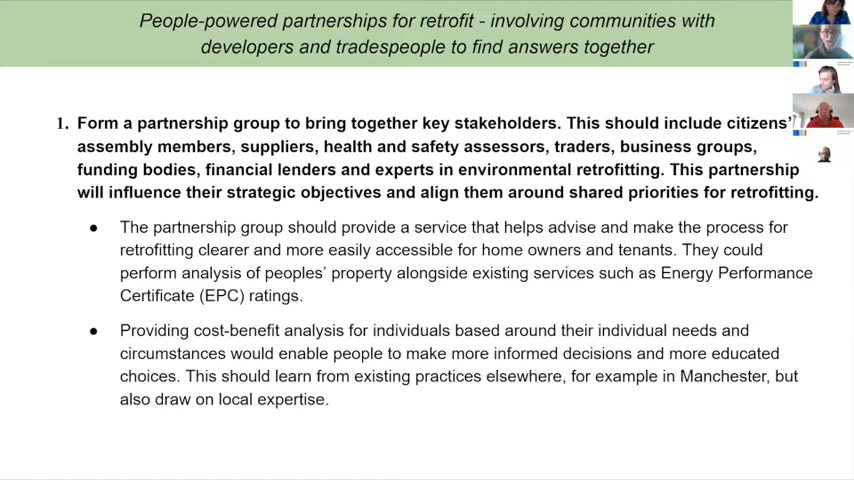 People-powered partnerships for retrofit - involving communities with
developers and tradespeople to find answers together
1. Form a partnership group to bring together key stakeholders. This should include citizens'
assembly members, suppliers, health and safety assessors, traders, business groups,
funding bodies, financial lenders and experts in environmental retrofitting. This partnership
will influence their strategic objectives and align them around shared priorities for retrofitting.
● The partnership group should provide a service that helps advise and make the process for
retrofitting clearer and more easily accessible for home owners and tenants. They could
perform analysis of peoples’ property alongside existing services such as Energy Performance
Certificate (EPC) ratings.
● Providing cost-benefit analysis for individuals based around their individual needs and
circumstances would enable people to make more informed decisions and more educated
choices. This should learn from existing practices elsewhere, for example in Manchester, but
also draw on local expertise.